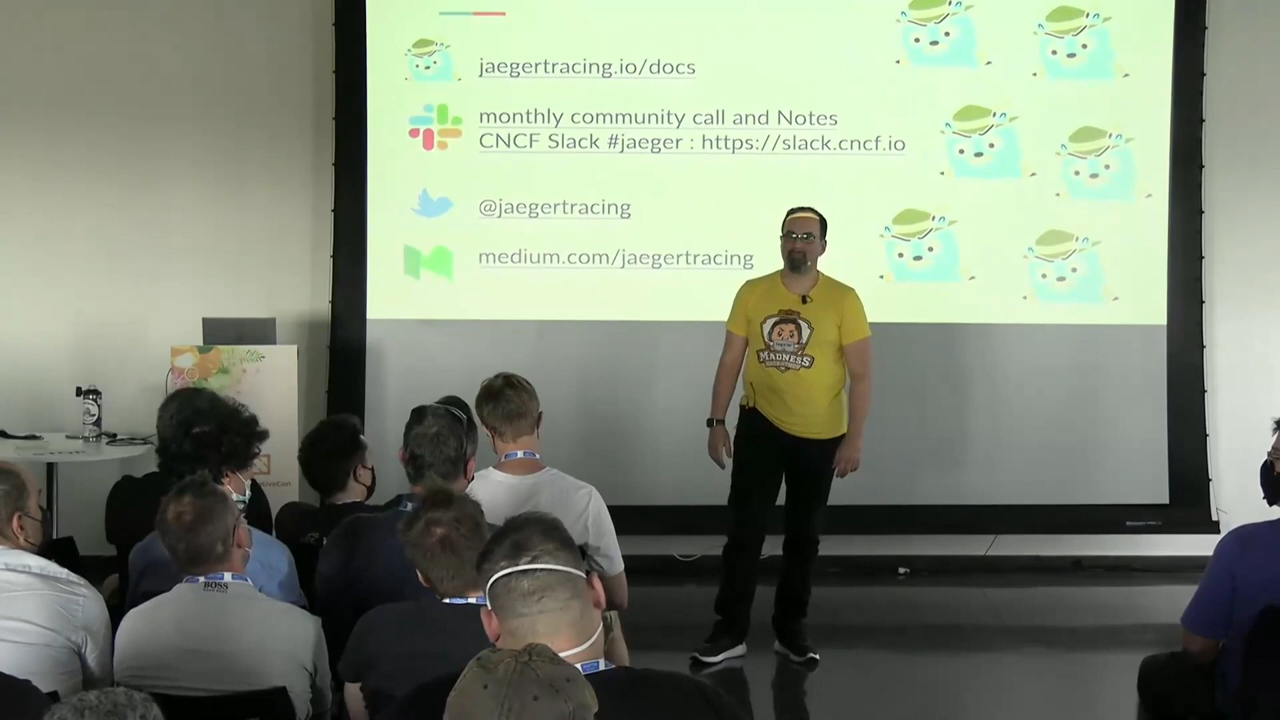 jaegertracing.io/docs
monthly community call and Notes
CNCF Slack #jaeger : https://slack.cncf.io
@jaegertracing
medium.com/jaegertracing
MADNESS
BOSS